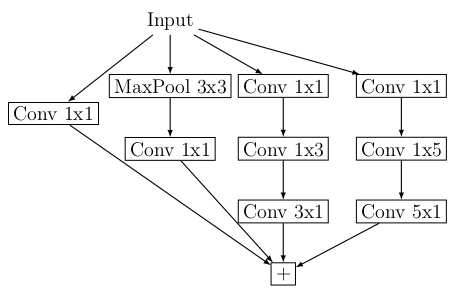 Input
MaxPool 3x3
Conv 1x1
Conv 1x1
Conv 1x1
Conv 1x1
Conv 1x3
Conv 1x5
Conv 3x1
Conv 5x1
+